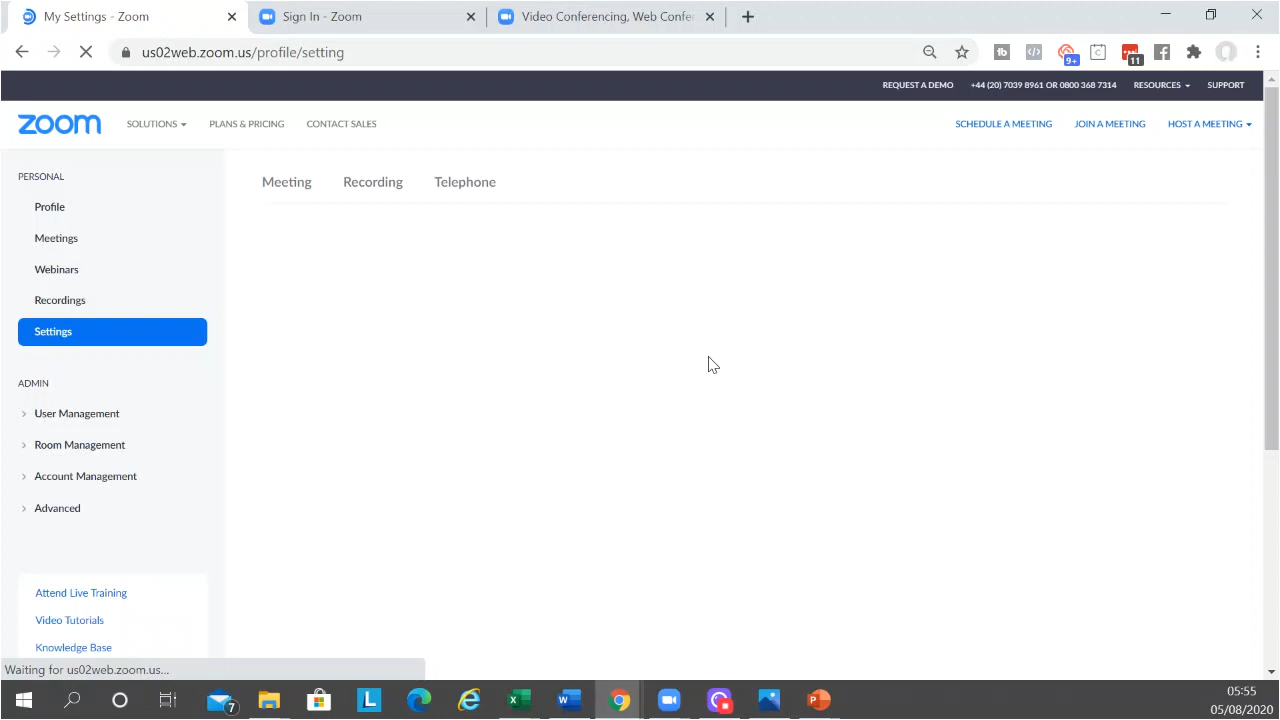 My Settings - Zoom
Sign In - Zoom
Video Conferencing, Web Confe
us02web.zoom.us/profile/setting
9+
11
REQUEST A DEMO
+44 (20) 7039 8961 OR 0800 368 7314
RESOURCES
SUPPORT
zoom
SOLUTIONS
PLANS & PRICING
CONTACT SALES
SCHEDULE A MEETING
JOIN A MEETING
HOST A MEETING
PERSONAL
Profile
Meetings
Webinars
Recordings
Settings
Meeting
Recording
Telephone
ADMIN
User Management
Room Management
Account Management
Advanced
Attend Live Training
Video Tutorials
Knowledge Base
Waiting for us02web.zoom.us...
7
L
05:55
05/08/2020